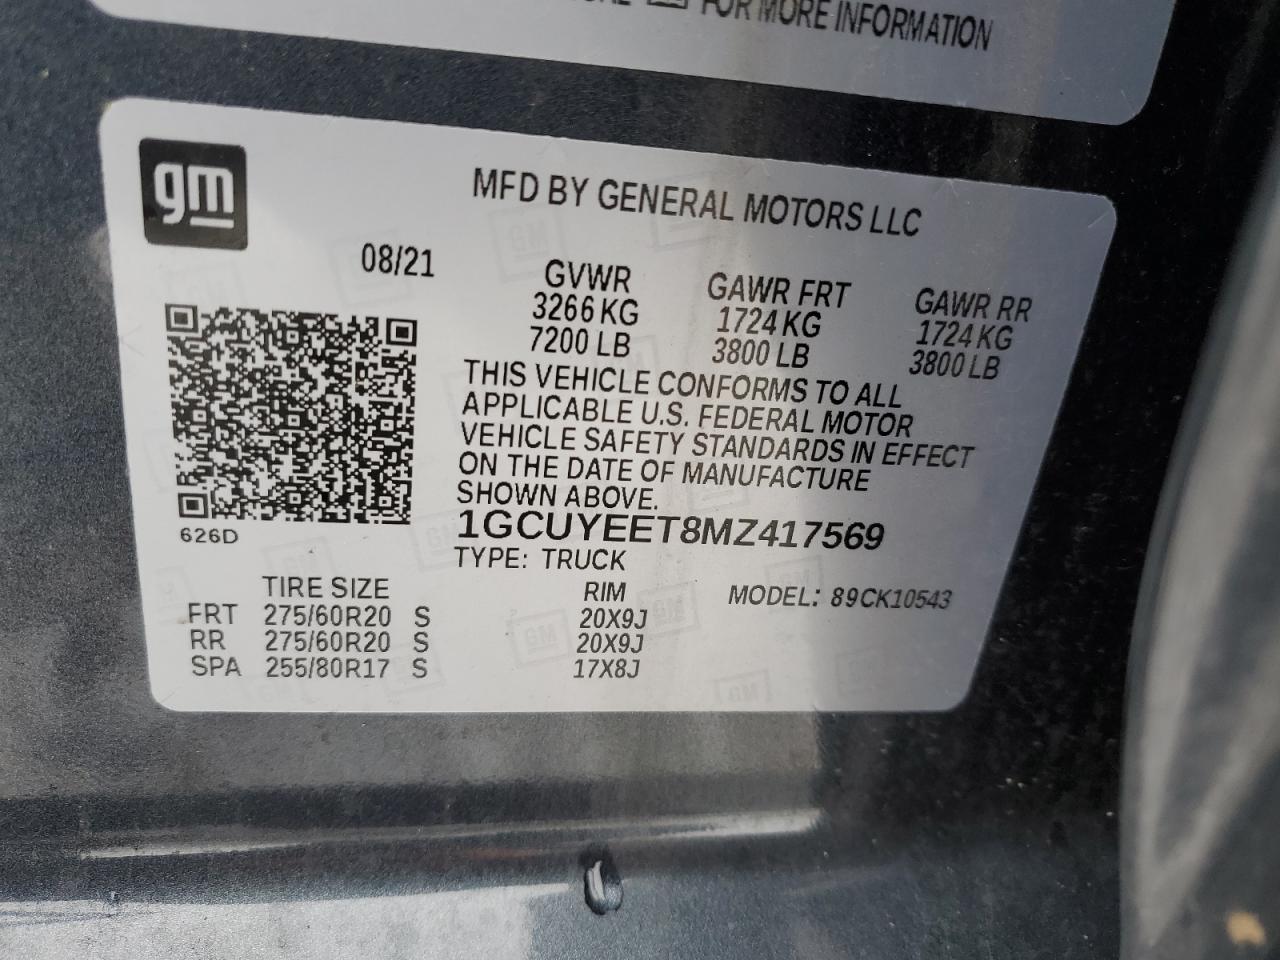 FOR MORE INFORMATION
gm
MFD BY GENERAL MOTORS LLC
08/21
GVWR GAWR FRT GAWR RR
3266 KG 1724 KG 1724 KG
7200 LB 3800 LB 3800 LB
THIS VEHICLE CONFORMS TO ALL
APPLICABLE U.S. FEDERAL MOTOR
VEHICLE SAFETY STANDARDS IN EFFECT
ON THE DATE OF MANUFACTURE
SHOWN ABOVE.
626D
1GCUYEET8MZ417569
TYPE: TRUCK
TIRE SIZE RIM MODEL: 89CK10543
FRT 275/60R20 S 20X9J
RR 275/60R20 S 20X9J
SPA 255/80R17 S 17X8J